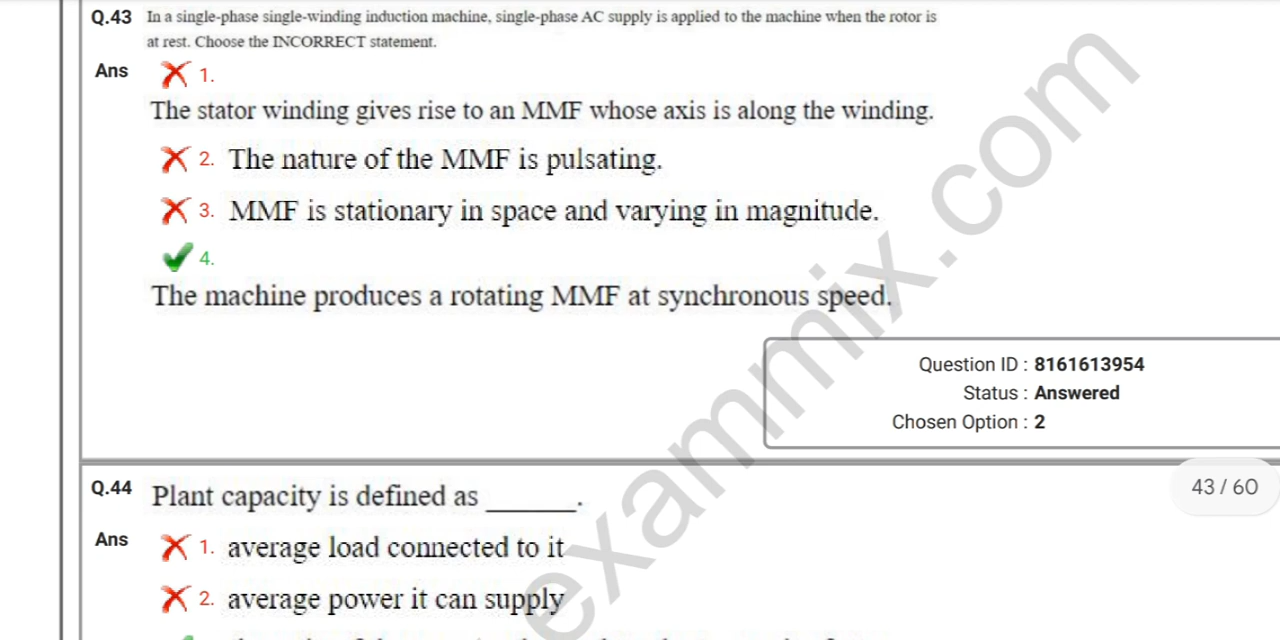 Q.43 In a single-phase single-winding induction machine, single-phase AC supply is applied to the machine when the rotor is
at rest. Choose the INCORRECT statement.
Ans 1.
The stator winding gives rise to an MMF whose axis is along the winding.
2. The nature of the MMF is pulsating.
3. MMF is stationary in space and varying in magnitude.
4.
The machine produces a rotating MMF at synchronous speed.
Question ID : 8161613954
Status : Answered
Chosen Option : 2
Q.44 Plant capacity is defined as ______.
43 / 60
Ans 1. average load connected to it
2. average power it can supply
exammix.com